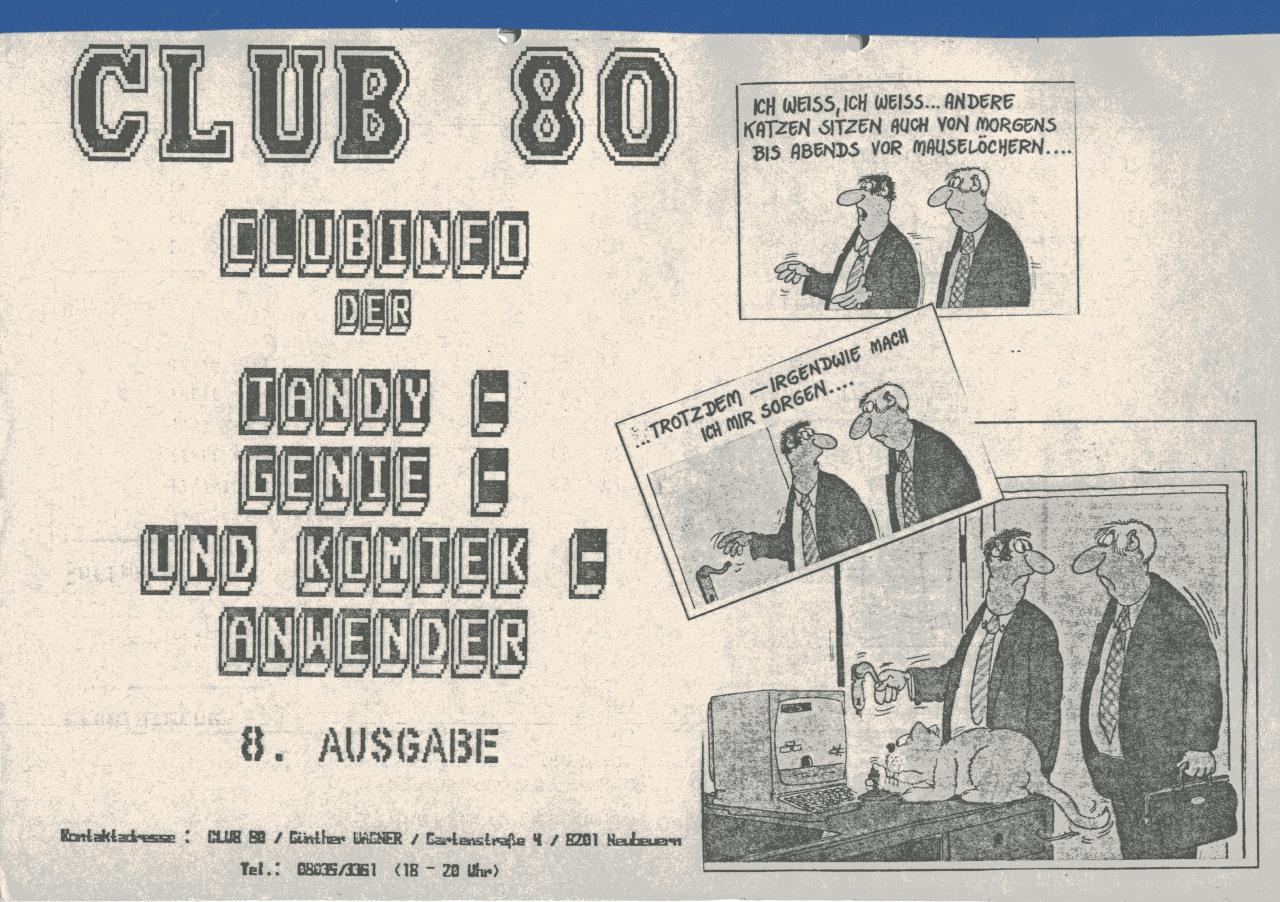 CLUB 80
CLUBINFO
DER
TANDY -
GENIE -
UND KOMTEK -
ANWENDER
8. AUSGABE
Kontaktadresse : CLUB 80 / Günther WAGNER / Gartenstraße 4 / 8201 Neubeuern
Tel.: 08035/3361 (18 - 20 Uhr)
ICH WEISS, ICH WEISS... ANDERE
KATZEN SITZEN AUCH VON MORGENS
BIS ABENDS VOR MAUSELÖCHERN....
...TROTZDEM — IRGENDWIE MACH
ICH MIR SORGEN....